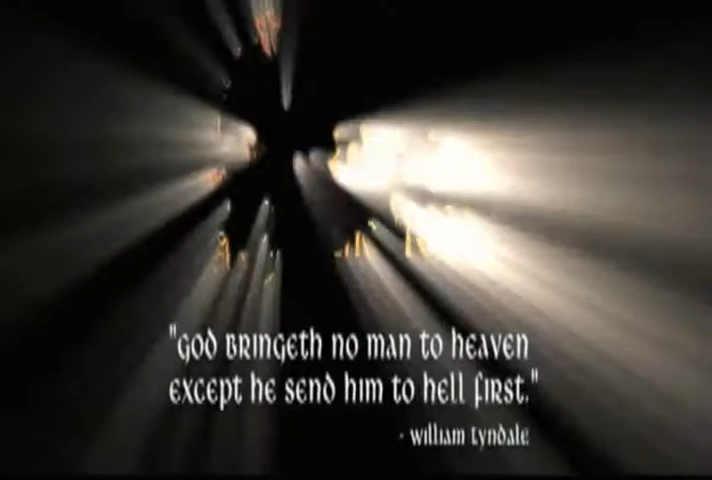 "God bringeth no man to heaven
except he send him to hell first."
- william tyndale